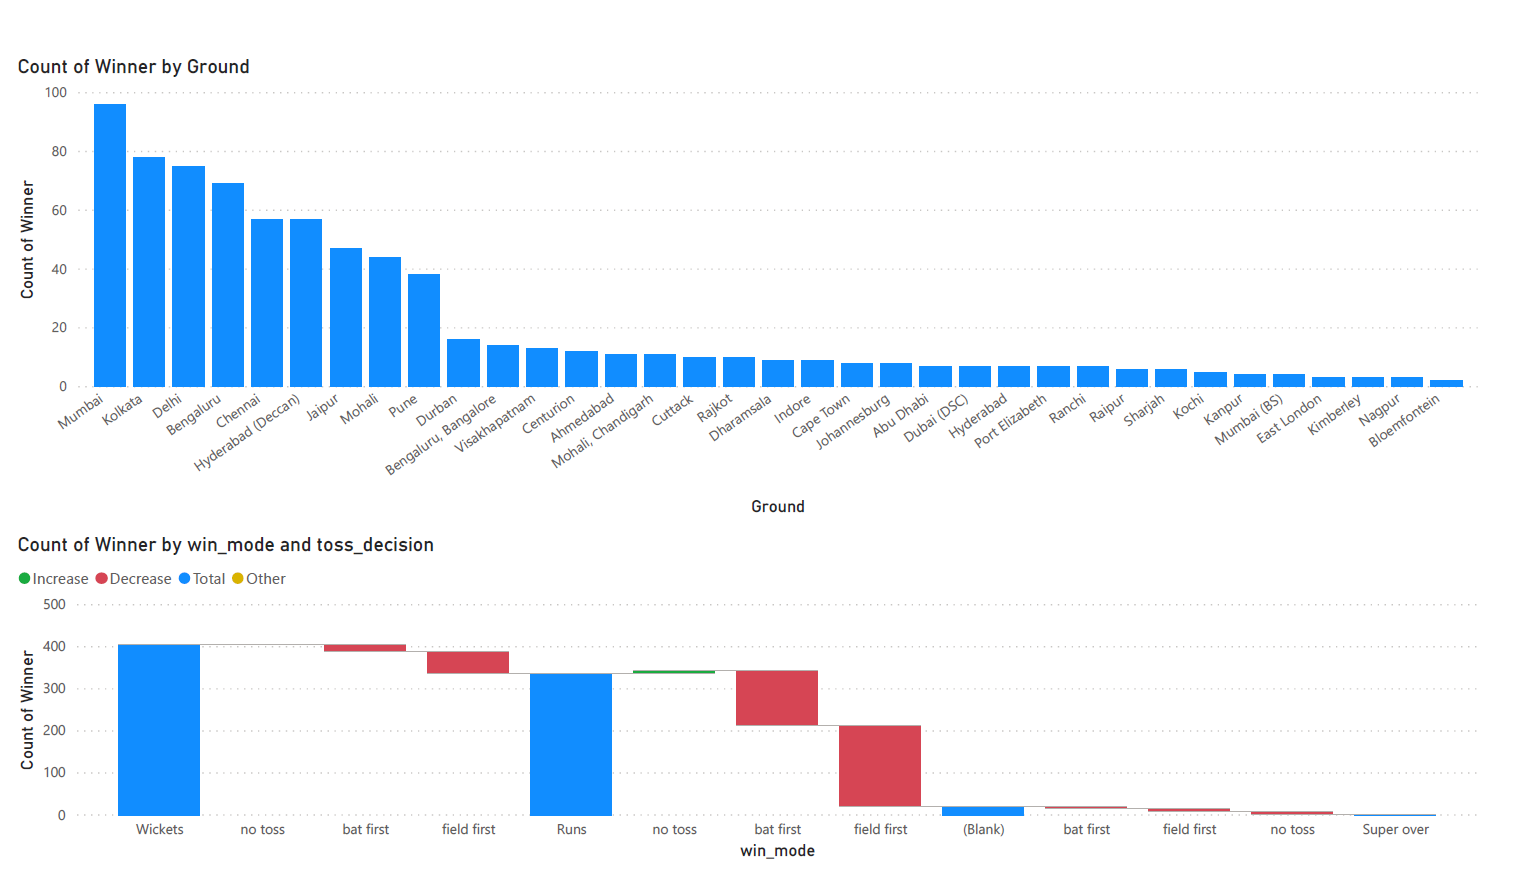 Count of Winner by Ground
Count of Winner
100
80
60
40
20
0
Mumbai
Kolkata
Delhi
Bengaluru
Chennai
Hyderabad (Deccan)
Jaipur
Mohali
Pune
Durban
Bengaluru, Bangalore
Visakhapatnam
Centurion
Ahmedabad
Mohali, Chandigarh
Cuttack
Rajkot
Dharamsala
Indore
Cape Town
Johannesburg
Abu Dhabi
Dubai (DSC)
Hyderabad
Port Elizabeth
Ranchi
Raipur
Sharjah
Kochi
Kanpur
Mumbai (BS)
East London
Kimberley
Nagpur
Bloemfontein
Ground
Count of Winner by win_mode and toss_decision
Increase Decrease Total Other
Count of Winner
500
400
300
200
100
0
Wickets no toss bat first field first Runs no toss bat first field first (Blank) bat first field first no toss Super over
win_mode